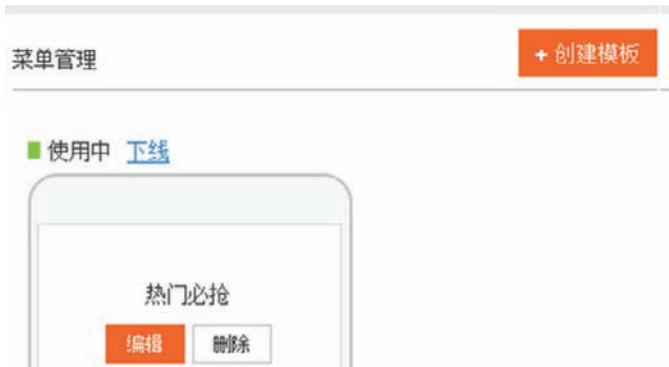 菜单管理
+ 创建模板
使用中 下线
热门必抢
编辑 删除